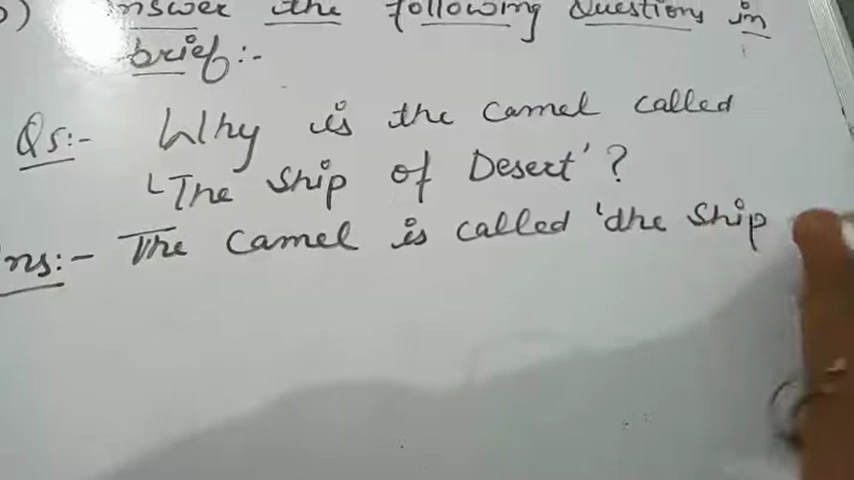 nswer the following Questions in
brief:-
Qs:- Why is the camel called
'The Ship of Desert'?
ns:- The camel is called 'the Ship